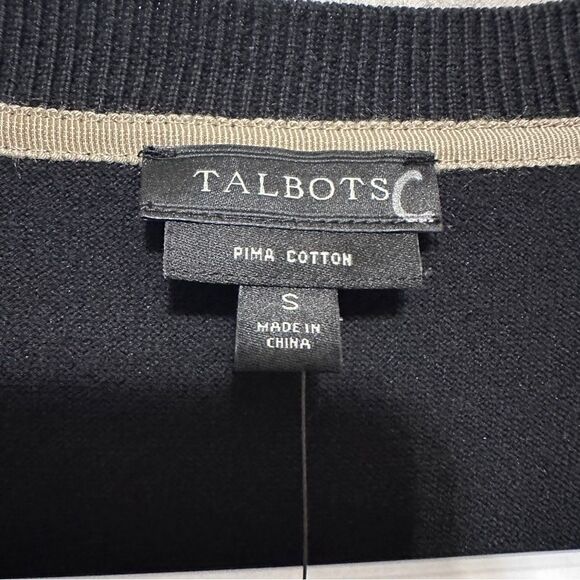 TALBOTS C
PIMA COTTON
S
MADE IN
CHINA